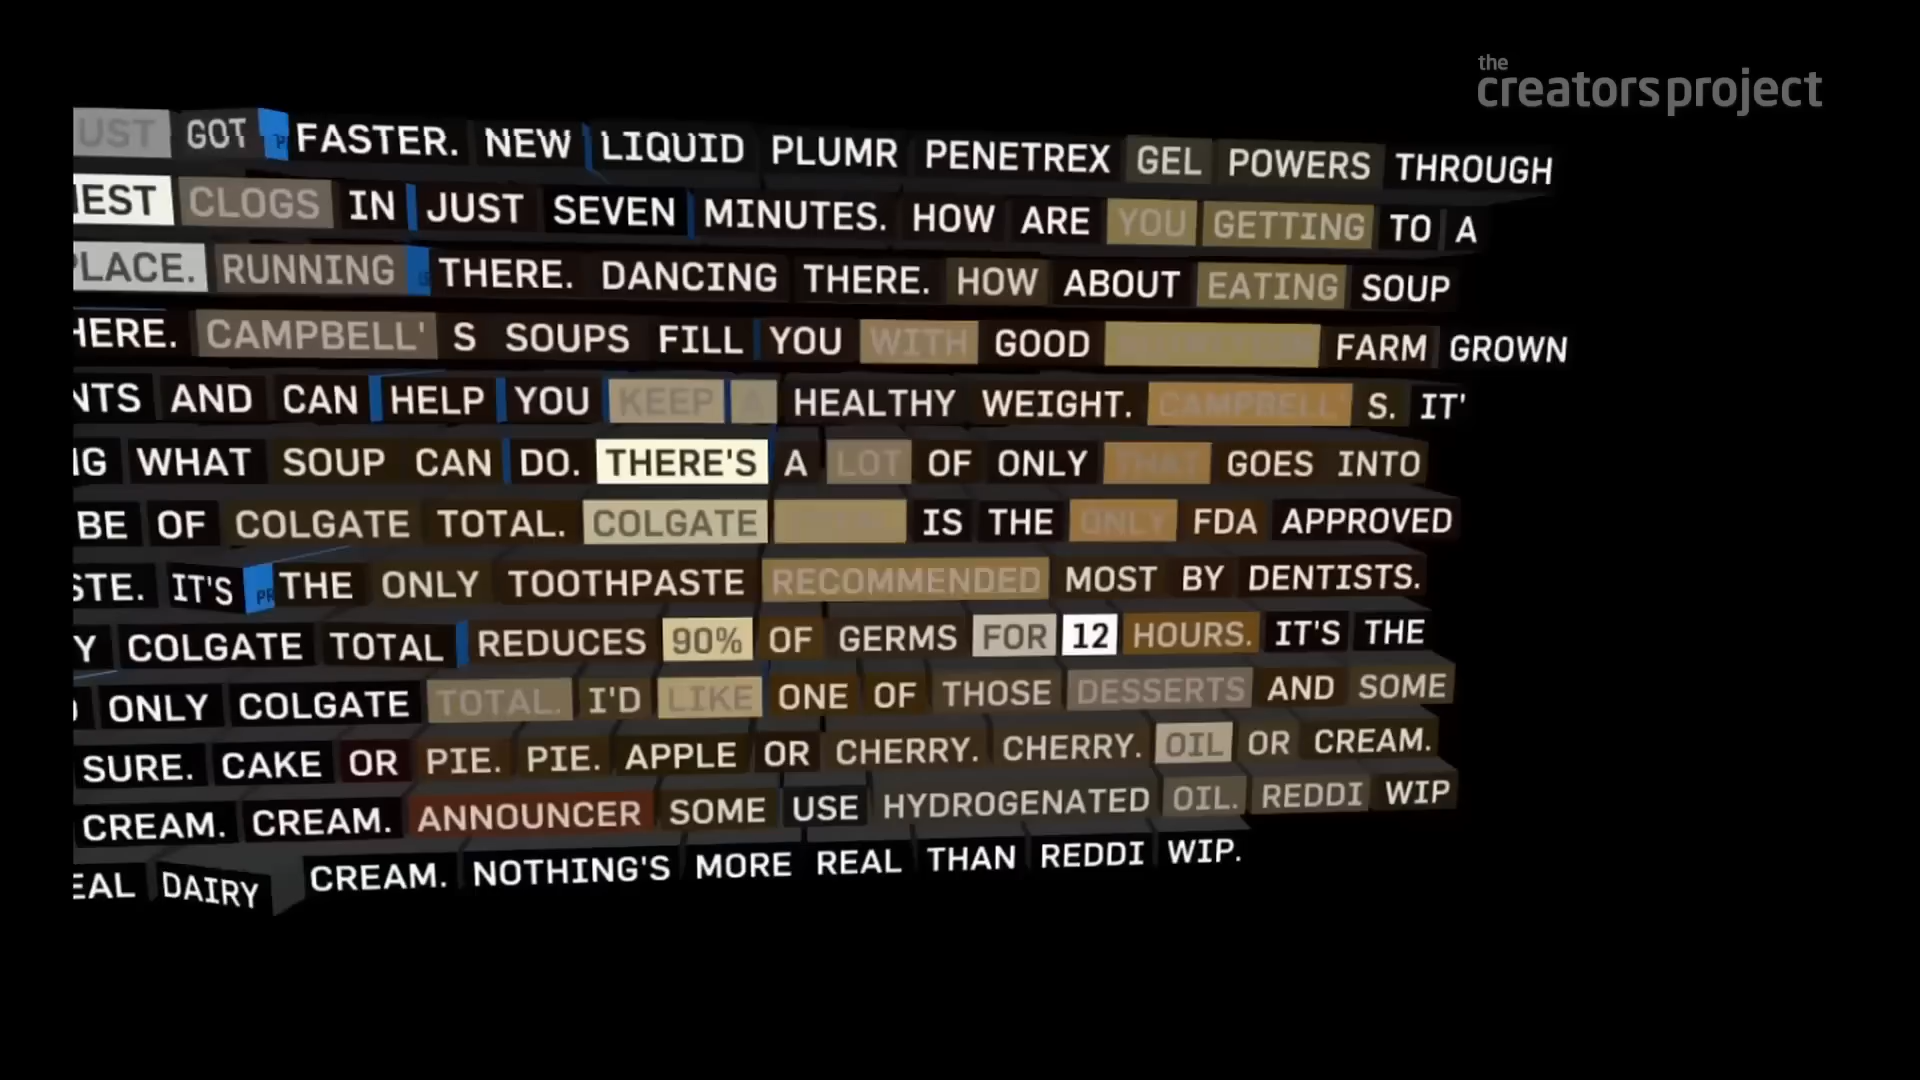 the
creatorsproject
UST GOT FASTER. NEW LIQUID PLUMR PENETREX GEL POWERS THROUGH
IEST CLOGS IN JUST SEVEN MINUTES. HOW ARE YOU GETTING TO A
PLACE. RUNNING THERE. DANCING THERE. HOW ABOUT EATING SOUP
HERE. CAMPBELL' S SOUPS FILL YOU WITH GOOD FARM GROWN
NTS AND CAN HELP YOU KEEP A HEALTHY WEIGHT. CAMPBELL' S. IT'
NG WHAT SOUP CAN DO. THERE'S A LOT OF ONLY THAT GOES INTO
BE OF COLGATE TOTAL. COLGATE IS THE ONLY FDA APPROVED
STE. IT'S THE ONLY TOOTHPASTE RECOMMENDED MOST BY DENTISTS.
Y COLGATE TOTAL REDUCES 90% OF GERMS FOR 12 HOURS. IT'S THE
ONLY COLGATE TOTAL. I'D LIKE ONE OF THOSE DESSERTS AND SOME
SURE. CAKE OR PIE. PIE. APPLE OR CHERRY. CHERRY. OIL OR CREAM.
CREAM. CREAM. ANNOUNCER SOME USE HYDROGENATED OIL. REDDI WIP
EAL DAIRY CREAM. NOTHING'S MORE REAL THAN REDDI WIP.